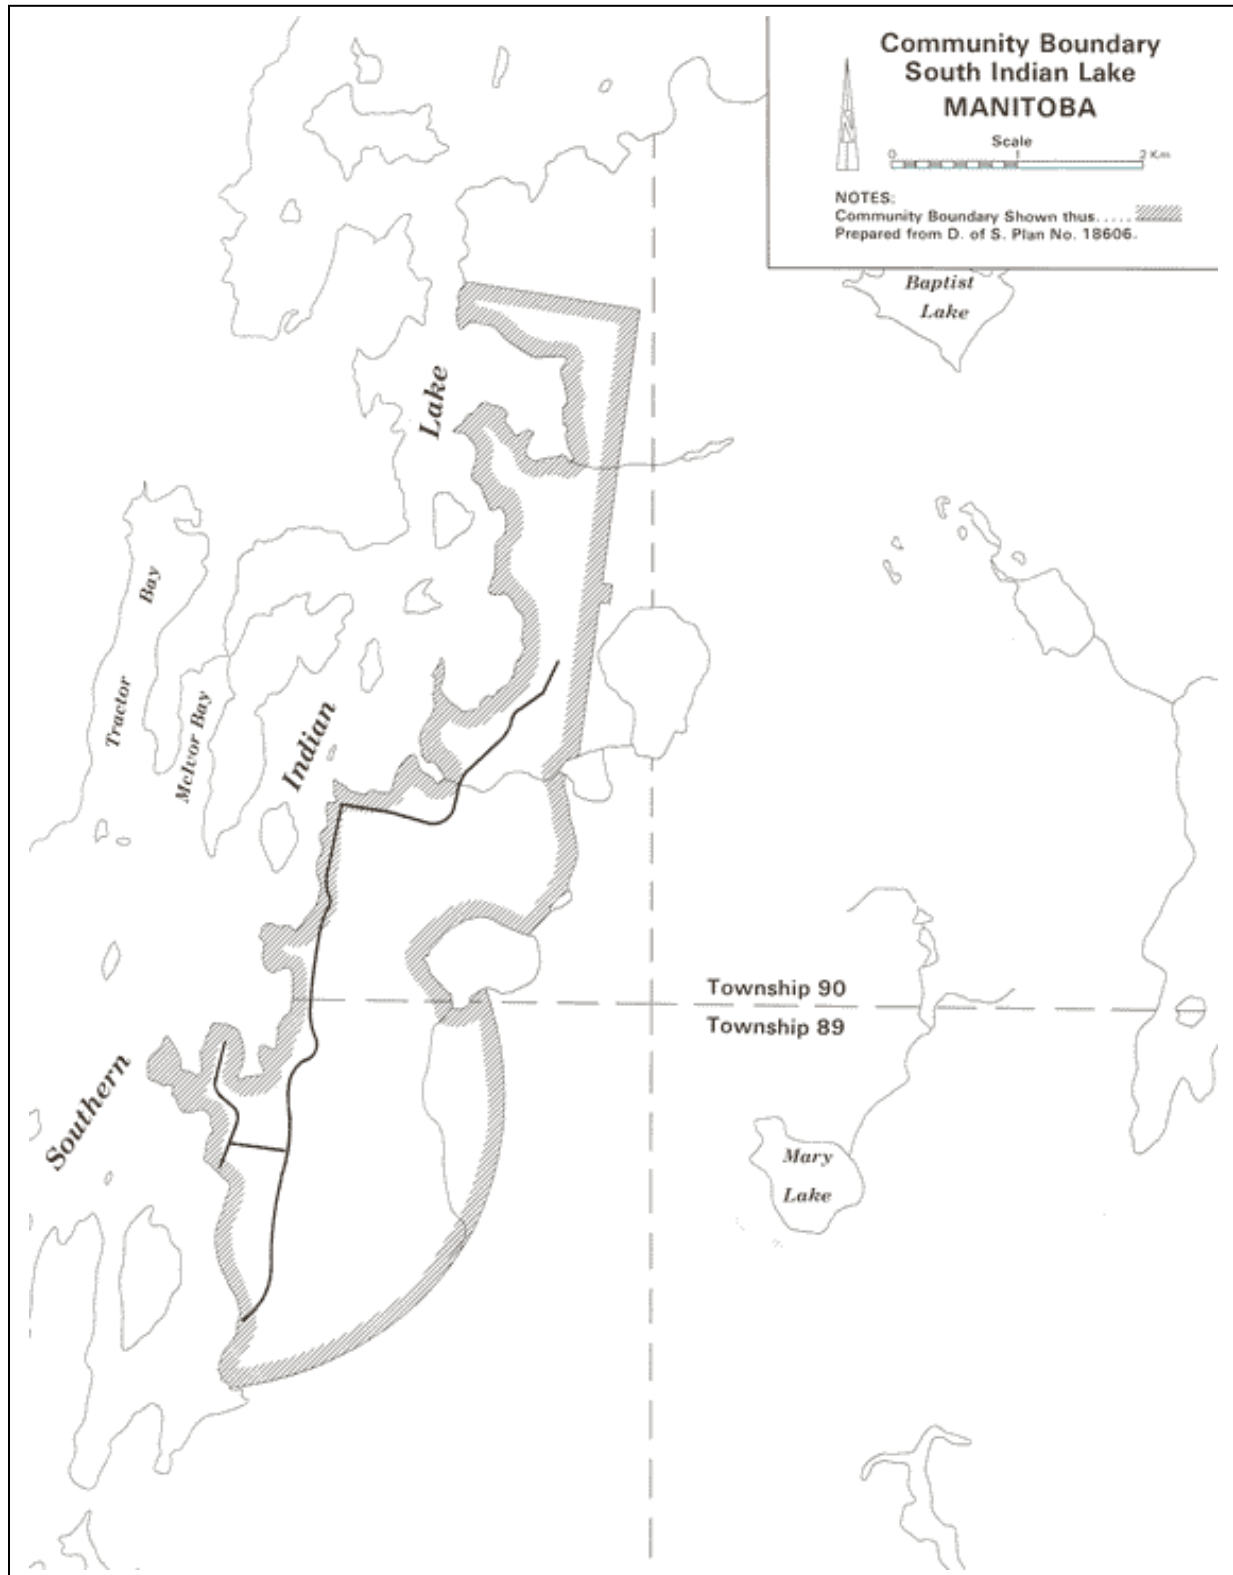 Community Boundary
South Indian Lake
MANITOBA
Scale
0 1 2 Km
NOTES:
Community Boundary Shown thus.....
Prepared from D. of S. Plan No. 18606.
Baptist
Lake
Lake
Bay
Tractor
McIvor Bay
Indian
Township 90
Township 89
Southern
Mary
Lake